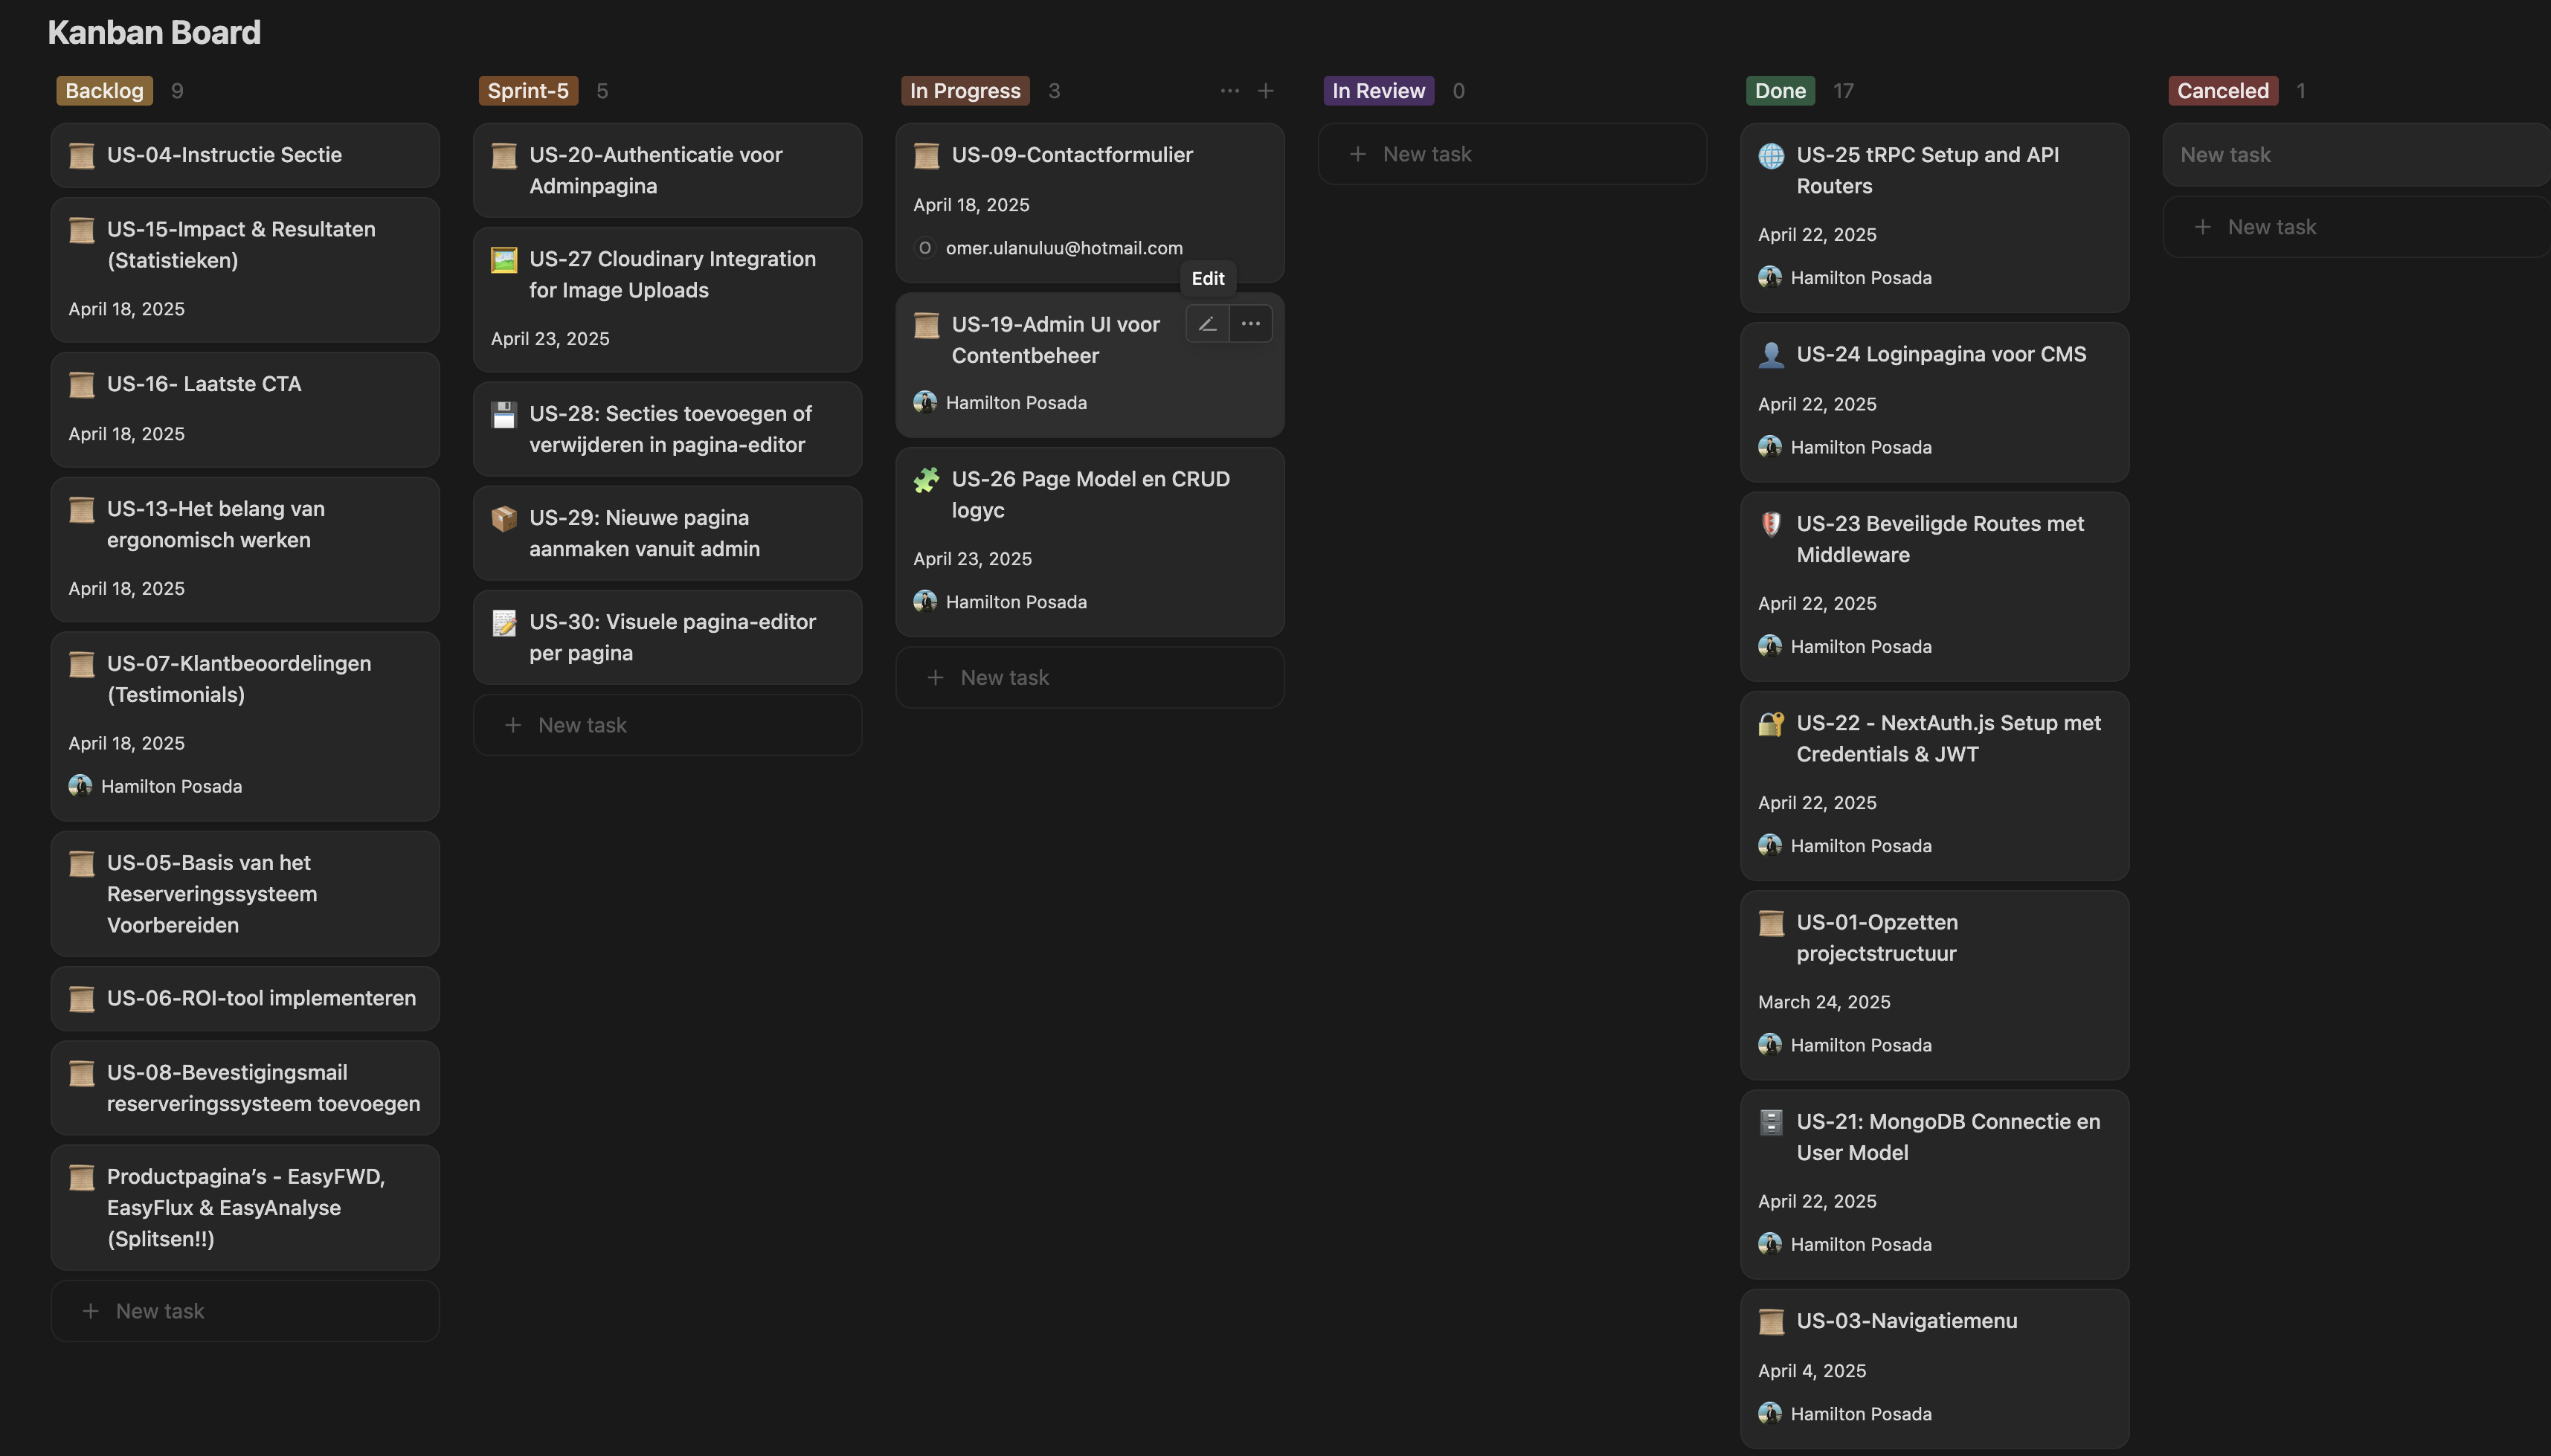 Kanban Board
Backlog 9
US-04-Instructie Sectie
US-15-Impact & Resultaten
(Statistieken)
April 18, 2025
US-16- Laatste CTA
April 18, 2025
US-13-Het belang van
ergonomisch werken
April 18, 2025
US-07-Klantbeoordelingen
(Testimonials)
April 18, 2025
Hamilton Posada
US-05-Basis van het
Reserveringssysteem
Voorbereiden
US-06-ROI-tool implementeren
US-08-Bevestigingsmail
reserveringssysteem toevoegen
Productpagina’s - EasyFWD,
EasyFlux & EasyAnalyse
(Splitsen!!)
+ New task
Sprint-5 5
US-20-Authenticatie voor
Adminpagina
US-27 Cloudinary Integration
for Image Uploads
April 23, 2025
US-28: Secties toevoegen of
verwijderen in pagina-editor
US-29: Nieuwe pagina
aanmaken vanuit admin
US-30: Visuele pagina-editor
per pagina
+ New task
In Progress 3 ... +
US-09-Contactformulier
April 18, 2025
O omer.ulanuluu@hotmail.com
Edit
US-19-Admin UI voor
Contentbeheer
Hamilton Posada
US-26 Page Model en CRUD
logyc
April 23, 2025
Hamilton Posada
+ New task
In Review 0
+ New task
Done 17
US-25 tRPC Setup and API
Routers
April 22, 2025
Hamilton Posada
US-24 Loginpagina voor CMS
April 22, 2025
Hamilton Posada
US-23 Beveiligde Routes met
Middleware
April 22, 2025
Hamilton Posada
US-22 - NextAuth.js Setup met
Credentials & JWT
April 22, 2025
Hamilton Posada
US-01-Opzetten
projectstructuur
March 24, 2025
Hamilton Posada
US-21: MongoDB Connectie en
User Model
April 22, 2025
Hamilton Posada
US-03-Navigatiemenu
April 4, 2025
Hamilton Posada
Canceled 1
New task
+ New task